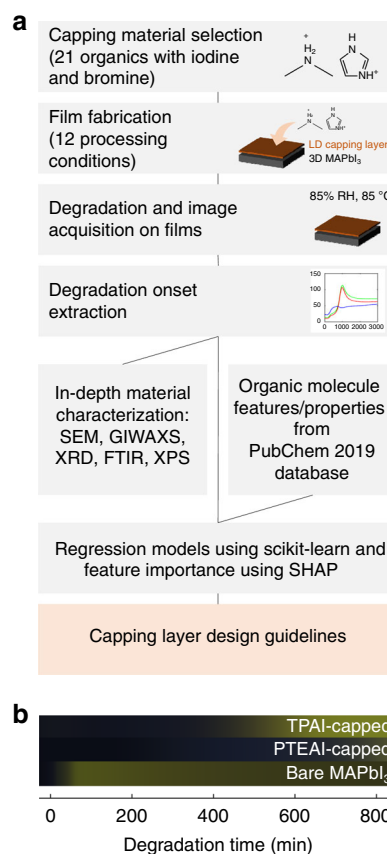 a
Capping material selection
(21 organics with iodine
and bromine)
+
H2
N
H
N
NH+
Film fabrication
(12 processing
conditions)
+
H2
N
H
N
NH+
LD capping layer
3D MAPbI3
Degradation and image
acquisition on films
85% RH, 85 °C
Degradation onset
extraction
150
100
50
0
0 1000 2000 3000
In-depth material
characterization:
SEM, GIWAXS,
XRD, FTIR, XPS
Organic molecule
features/properties
from
PubChem 2019
database
Regression models using scikit-learn and
feature importance using SHAP
Capping layer design guidelines
b
TPAI-capped
PTEAI-capped
Bare MAPbI3
0 200 400 600 800
Degradation time (min)